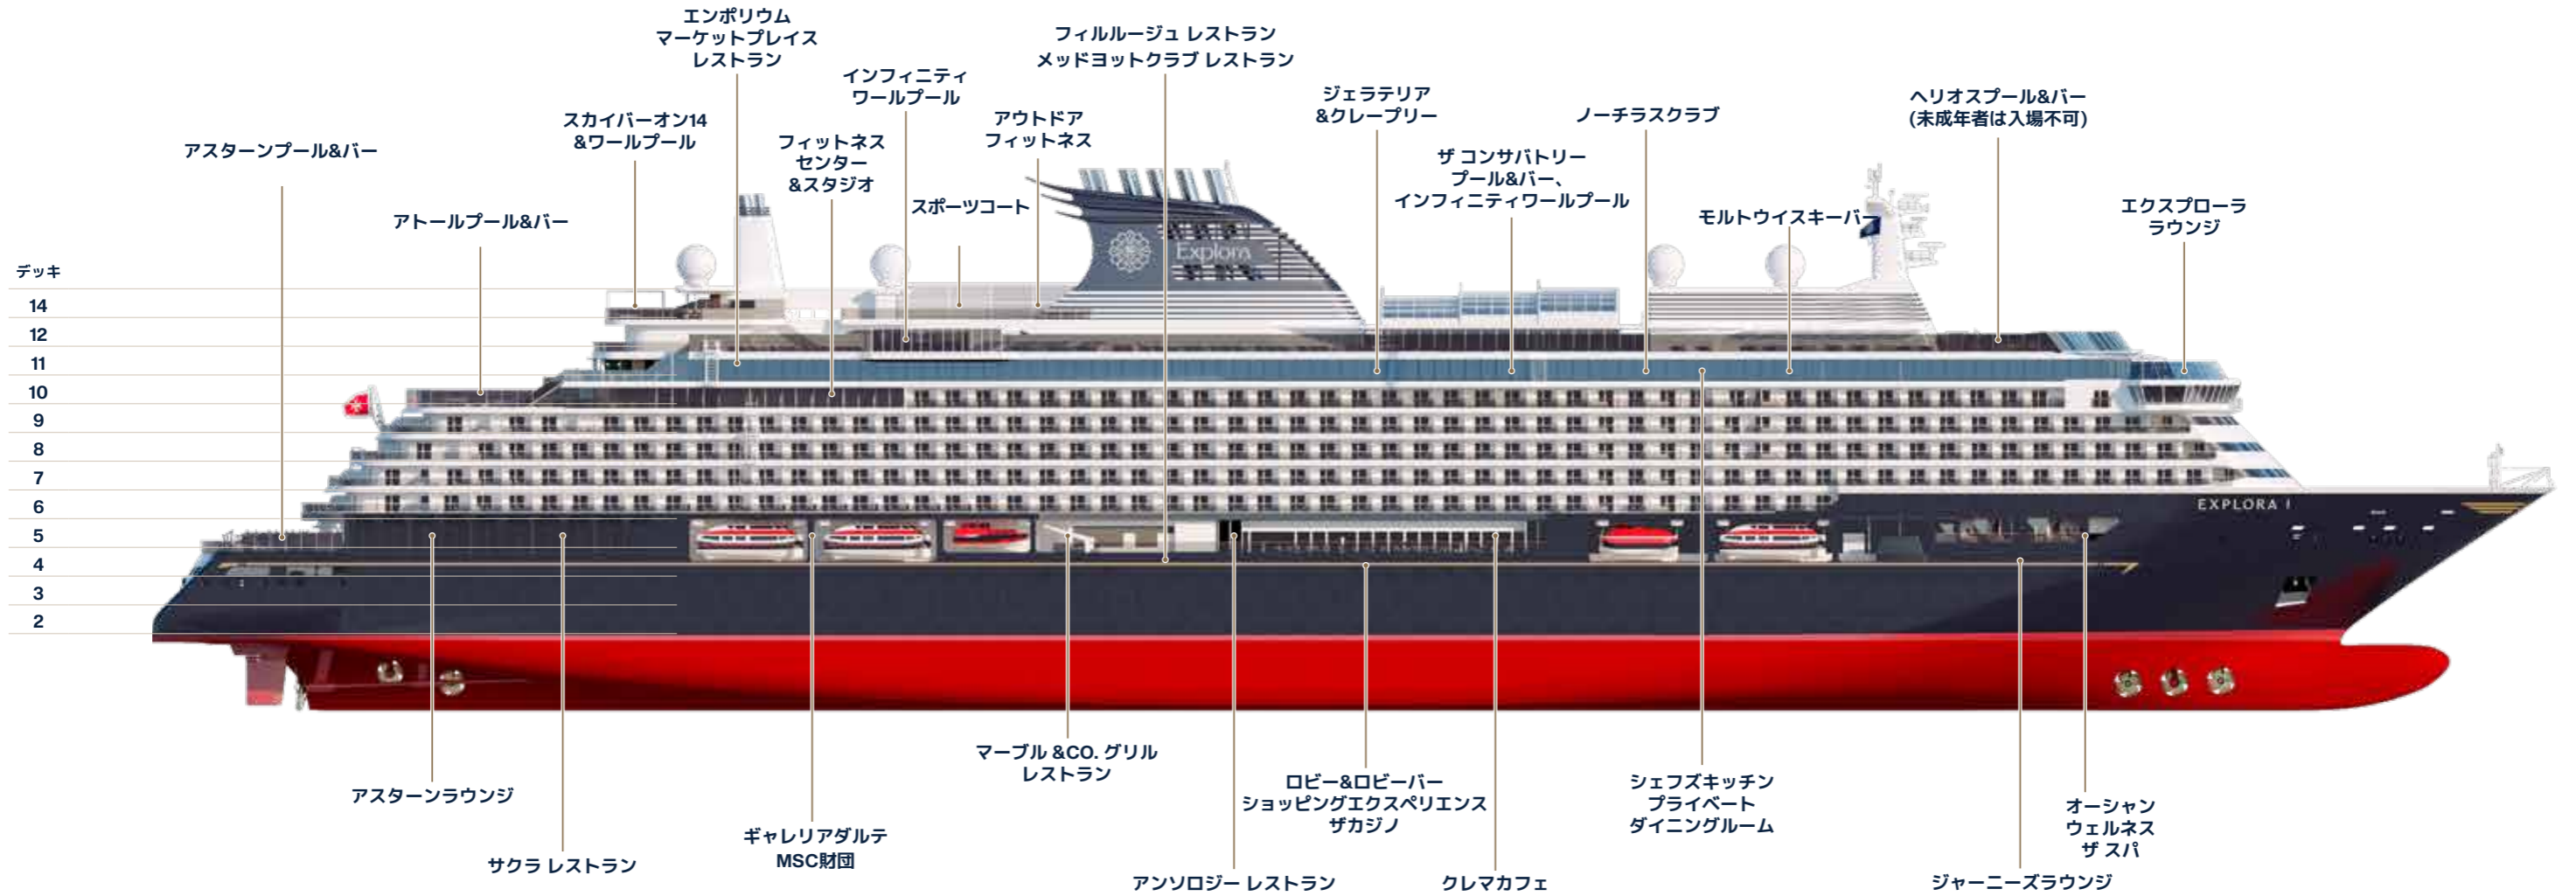 エンポリウム
マーケットプレイス
レストラン
フィルルージュ レストラン
メッドヨットクラブ レストラン
インフィニティ
ワールプール
ジェラテリア
&クレープリー
ヘリオスプール&バー
(未成年者は入場不可)
スカイバーオン14
&ワールプール
アウトドア
フィットネス
ノーチラスクラブ
アスターンプール&バー
フィットネス
センター
&スタジオ
ザ コンサバトリー
プール&バー、
インフィニティワールプール
スポーツコート
アトールプール&バー
モルトウイスキーバー
エクスプローラ
ラウンジ
Explora
デッキ
14
12
11
10
9
8
7
6
5
4
3
2
EXPLORA I
マーブル &CO. グリル
レストラン
ロビー&ロビーバー
ショッピングエクスペリエンス
ザカジノ
シェフズキッチン
プライベート
ダイニングルーム
アスターンラウンジ
オーシャン
ウェルネス
ザ スパ
ギャレリアダルテ
MSC財団
サクラ レストラン
アンソロジー レストラン
クレマカフェ
ジャーニーズラウンジ